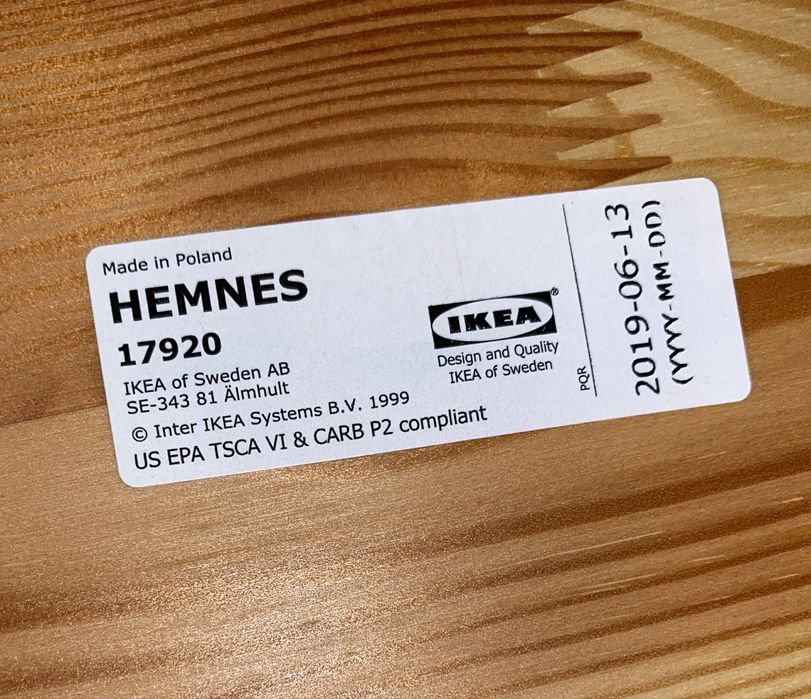 Made in Poland
HEMNES
17920
IKEA of Sweden AB
SE-343 81 Älmhult
© Inter IKEA Systems B.V. 1999
US EPA TSCA VI & CARB P2 compliant
IKEA®
Design and Quality
IKEA of Sweden
PQR
2019-06-13
(YYYY-MM-DD)